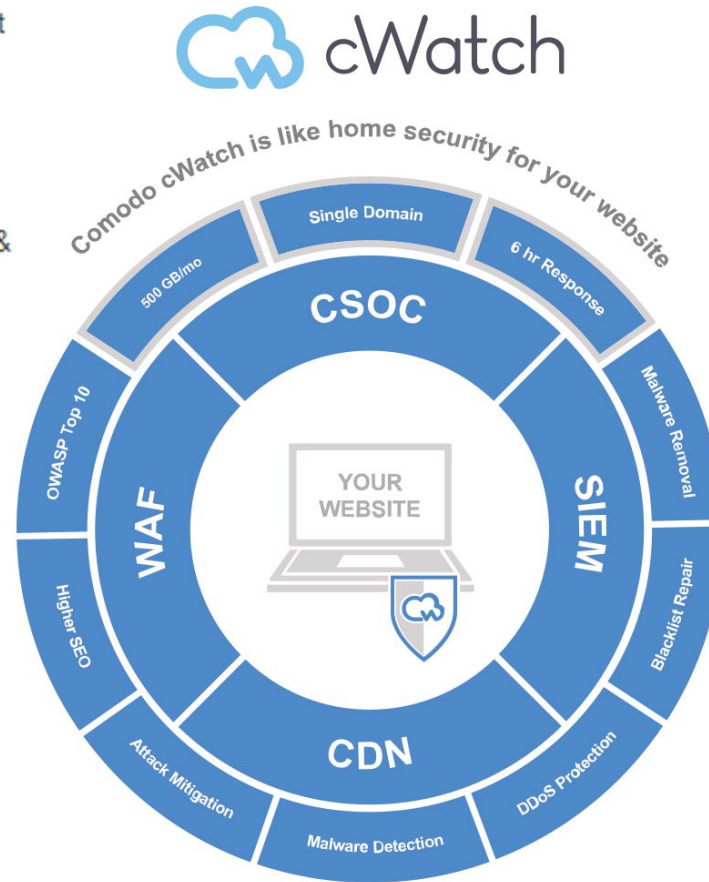 t
&
cWatch
Comodo cWatch is like home security for your website
500 GB/mo
Single Domain
6 hr Response
Malware Removal
Blacklist Repair
DDoS Protection
Malware Detection
Attack Mitigation
Higher SEO
OWASP Top 10
CSOC
SIEM
CDN
WAF
YOUR
WEBSITE
CW